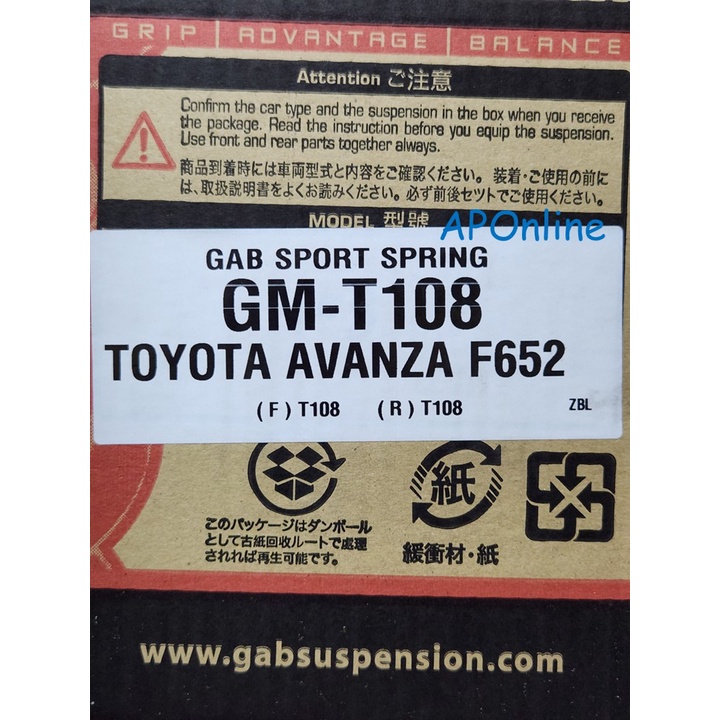 GRIP | ADVANTAGE | BALANCE
Attention ご注意
Confirm the car type and the suspension in the box when you receive
the package. Read the instruction before you equip the suspension.
Use front and rear parts together always.
商品到着時には車両型式と内容をご確認ください。装着・ご使用の前に
は、取扱説明書をよくお読みください。必ず前後セットでご使用ください。
MODEL 型號
APOnline
GAB SPORT SPRING
GM-T108
TOYOTA AVANZA F652
(F) T108 (R) T108 ZBL
紙
このパッケージはダンボール
として古紙回収ルートで処理
されれば再生可能です。
緩衝材・紙
www.gabsuspension.com